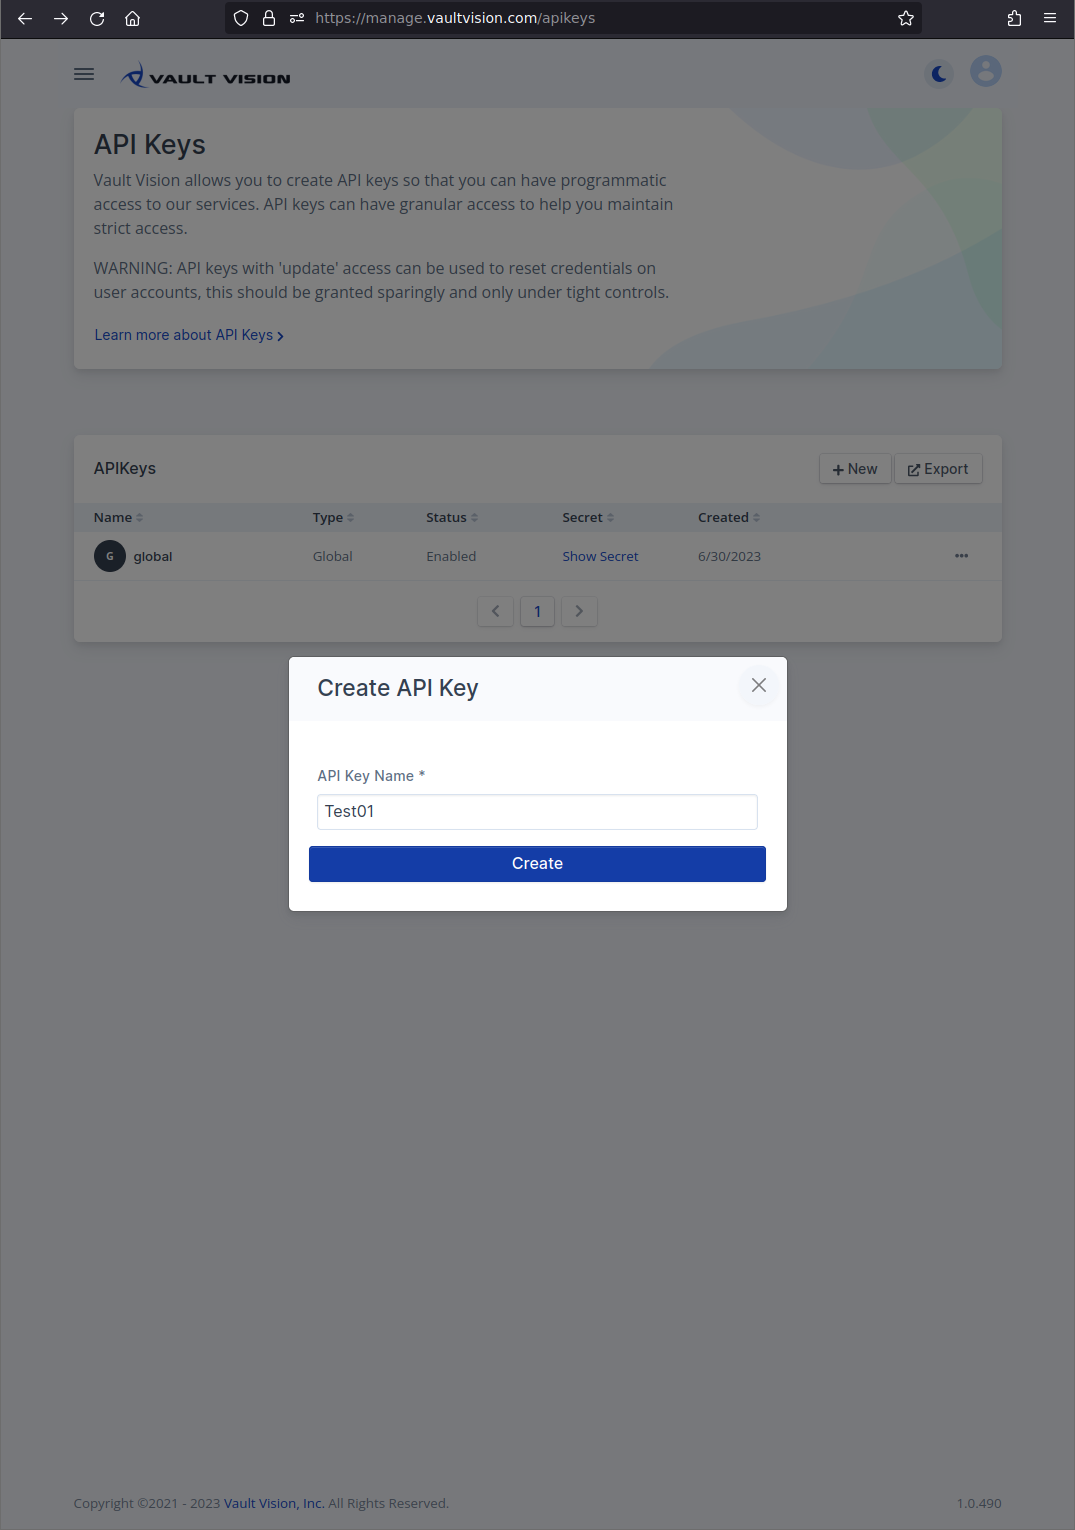 https://manage.vaultvision.com/apikeys
VAULT VISION
API Keys
Vault Vision allows you to create API keys so that you can have programmatic
access to our services. API keys can have granular access to help you maintain
strict access.
WARNING: API keys with 'update' access can be used to reset credentials on
user accounts, this should be granted sparingly and only under tight controls.
Learn more about API Keys
APIKeys
New Export
Name Type Status Secret Created
G global Global Enabled Show Secret 6/30/2023
1
Create API Key
API Key Name *
Test01
Create
Copyright ©2021 - 2023 Vault Vision, Inc. All Rights Reserved. 1.0.490